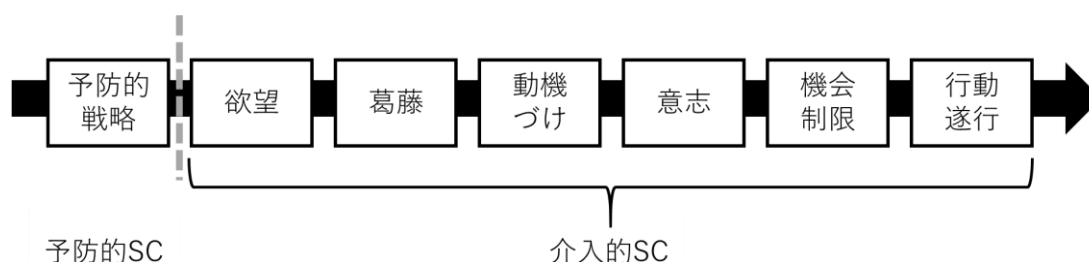 予防的
戦略
欲望
葛藤
動機
づけ
意志
機会
制限
行動
遂行
予防的SC
介入的SC